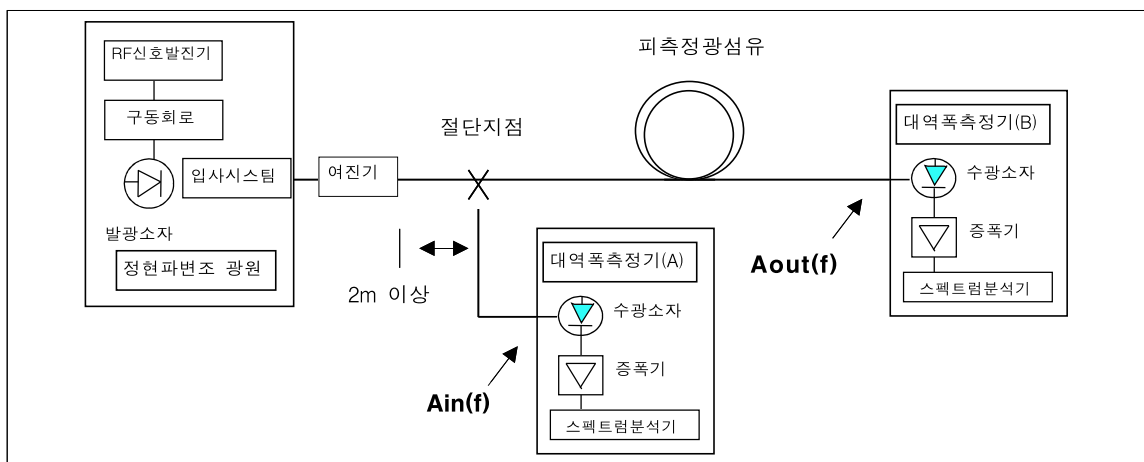 RF신호발진기
구동회로
입사시스팀
발광소자
정현파변조 광원
여진기
절단지점
피측정광섬유
2m 이상
Ain(f)
대역폭측정기(A)
수광소자
증폭기
스펙트럼분석기
Aout(f)
대역폭측정기(B)
수광소자
증폭기
스펙트럼분석기